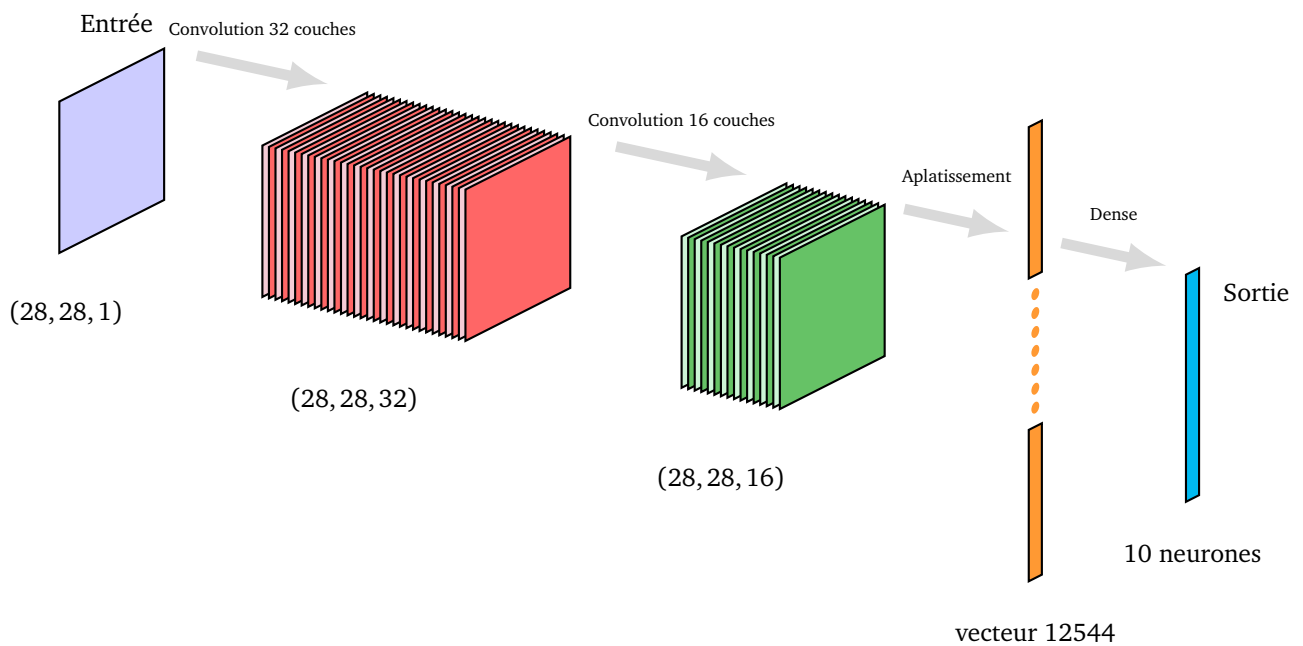 Entrée
Convolution 32 couches
(28, 28, 1)
(28, 28, 32)
Convolution 16 couches
(28, 28, 16)
Aplatissement
vecteur 12544
Dense
Sortie
10 neurones